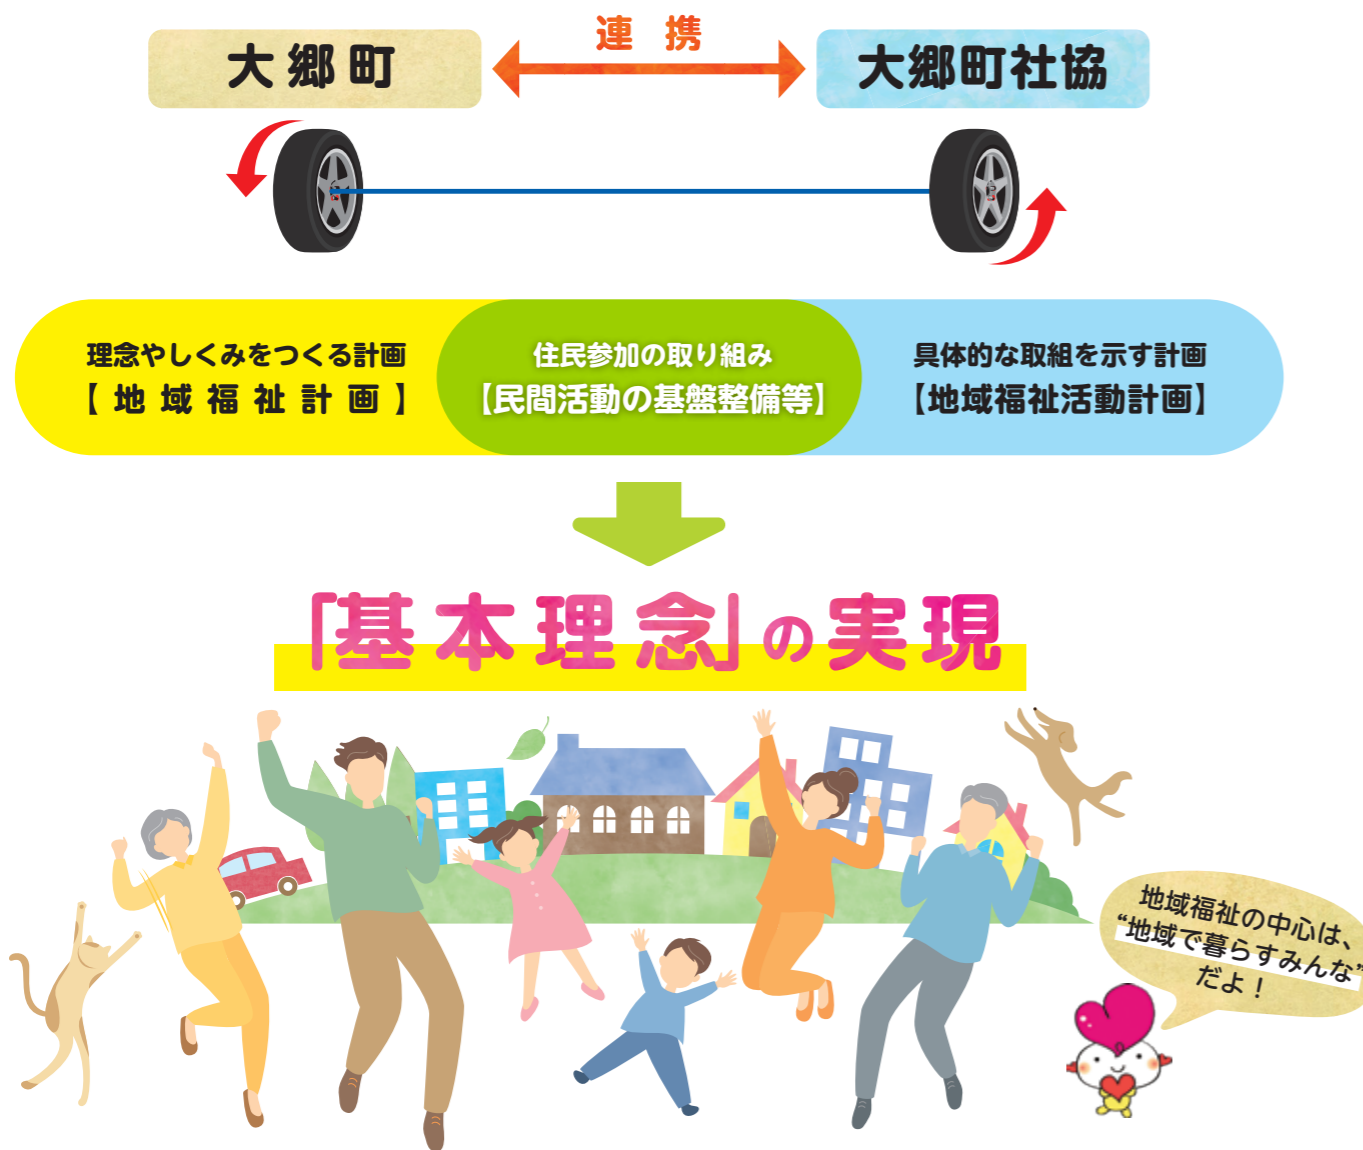 連携
大郷町
大郷町社協
理念やしくみをつくる計画
【地域福祉計画】
住民参加の取り組み
【民間活動の基盤整備等】
具体的な取組を示す計画
【地域福祉活動計画】
「基本理念」の実現
地域福祉の中心は、
“地域で暮らすみんな”
だよ！